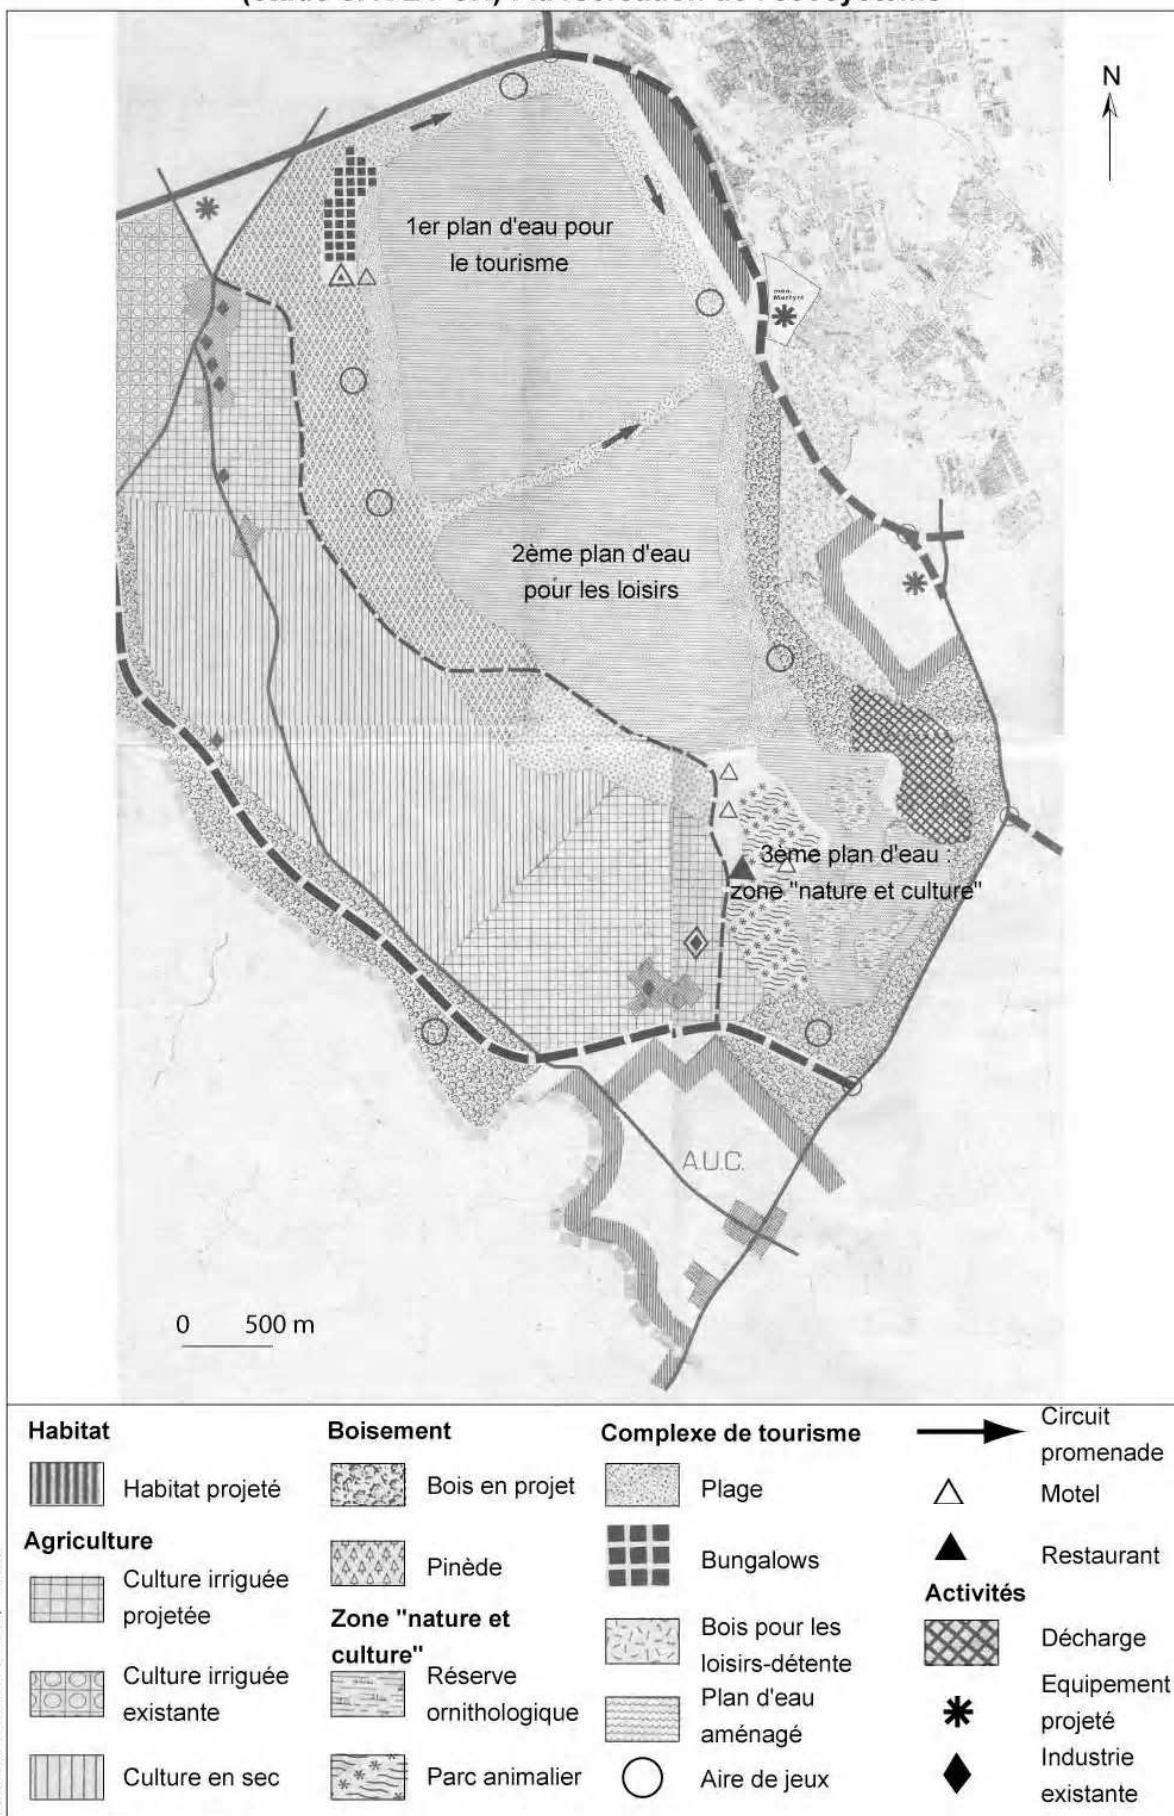 N
1er plan d'eau pour
le tourisme
mon.
Martyrs
2ème plan d'eau
pour les loisirs
3ème plan d'eau :
zone "nature et culture"
A.U.C.
0 500 m
Habitat
Habitat projeté
Agriculture
Culture irriguée
projetée
Culture irriguée
existante
Culture en sec
Boisement
Bois en projet
Pinède
Zone "nature et
culture"
Réserve
ornithologique
Parc animalier
Complexe de tourisme
Plage
Bungalows
Bois pour les
loisirs-détente
Plan d'eau
aménagé
Aire de jeux
Circuit
promenade
Motel
Restaurant
Activités
Décharge
Equipement
projeté
Industrie
existante